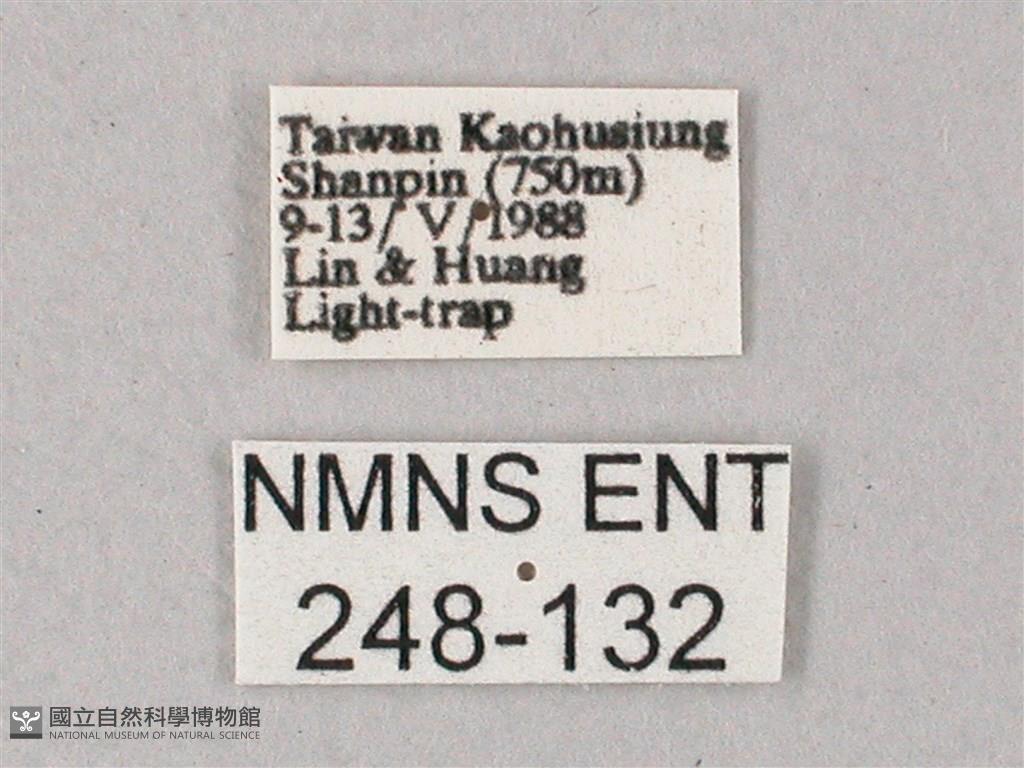 Taiwan Kaohusiung
Shanpin (750m)
9-13/ V/1988
Lin & Huang
Light-trap
NMNS ENT
248-132
國立自然科學博物館
NATIONAL MUSEUM OF NATURAL SCIENCE